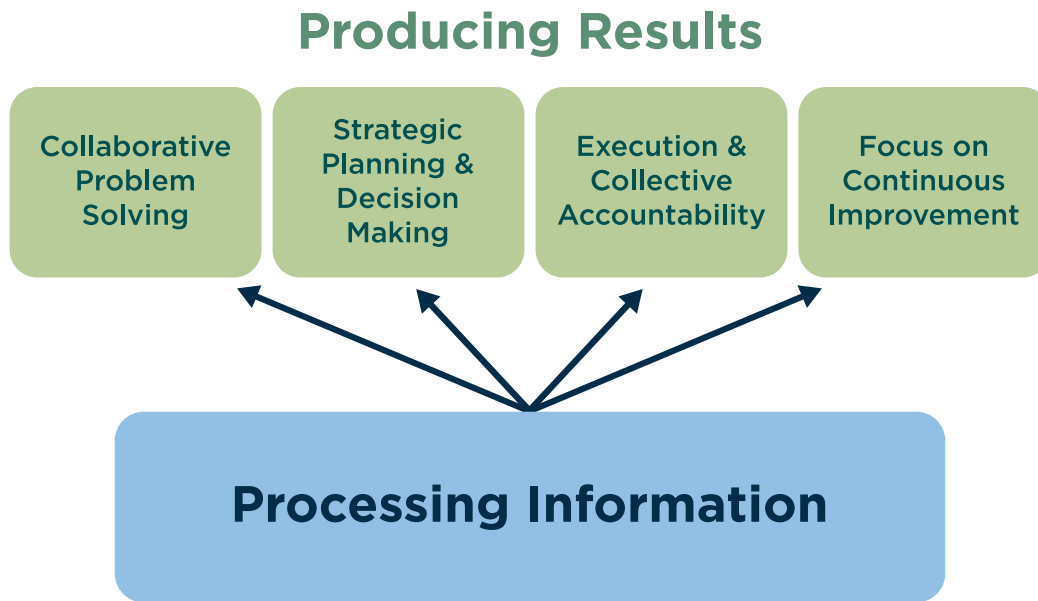 Producing Results
Collaborative
Problem
Solving
Strategic
Planning &
Decision
Making
Execution &
Collective
Accountability
Focus on
Continuous
Improvement
Processing Information